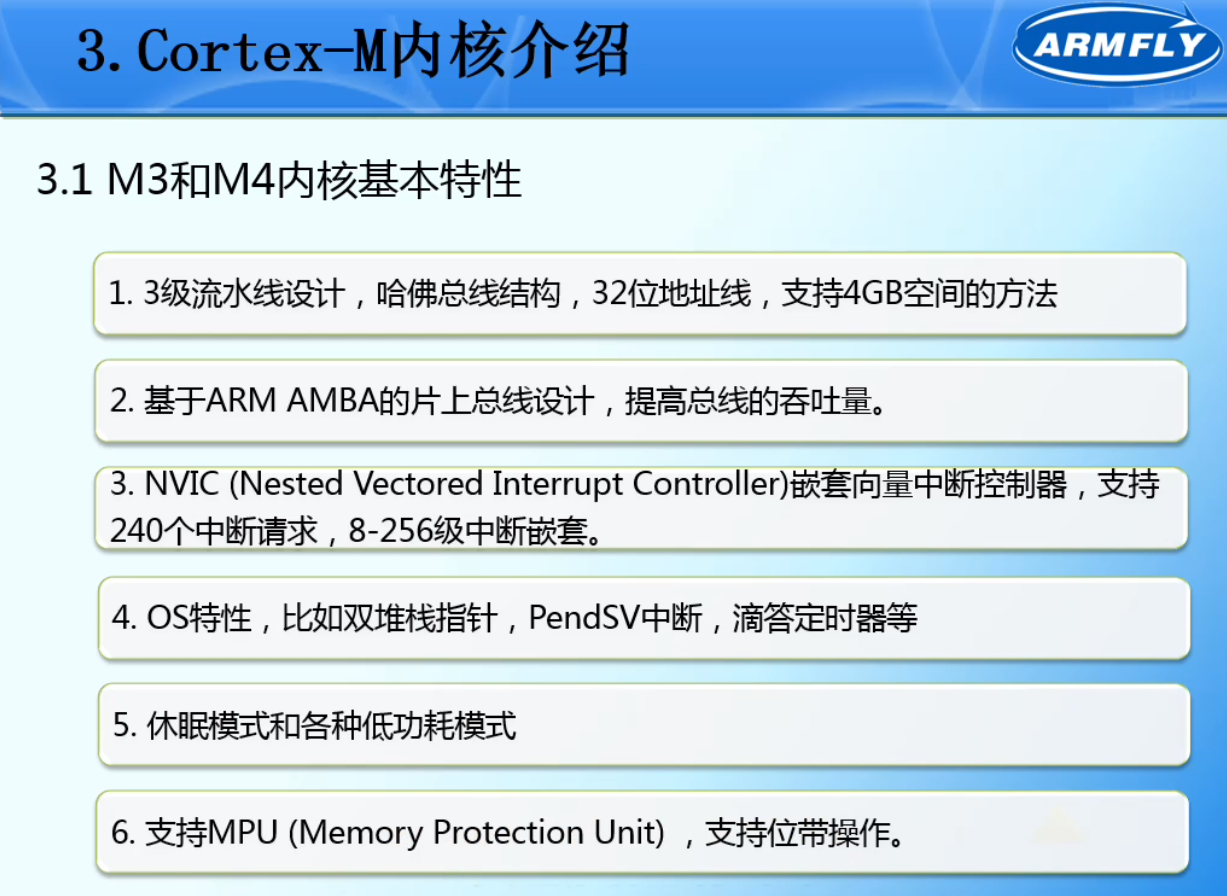 3.Cortex-M内核介绍
ARMFLY
3.1 M3和M4内核基本特性
1. 3级流水线设计，哈佛总线结构，32位地址线，支持4GB空间的方法
2. 基于ARM AMBA的片上总线设计，提高总线的吞吐量。
3. NVIC (Nested Vectored Interrupt Controller)嵌套向量中断控制器，支持
240个中断请求，8-256级中断嵌套。
4. OS特性，比如双堆栈指针，PendSV中断，滴答定时器等
5. 休眠模式和各种低功耗模式
6. 支持MPU (Memory Protection Unit) ，支持位带操作。